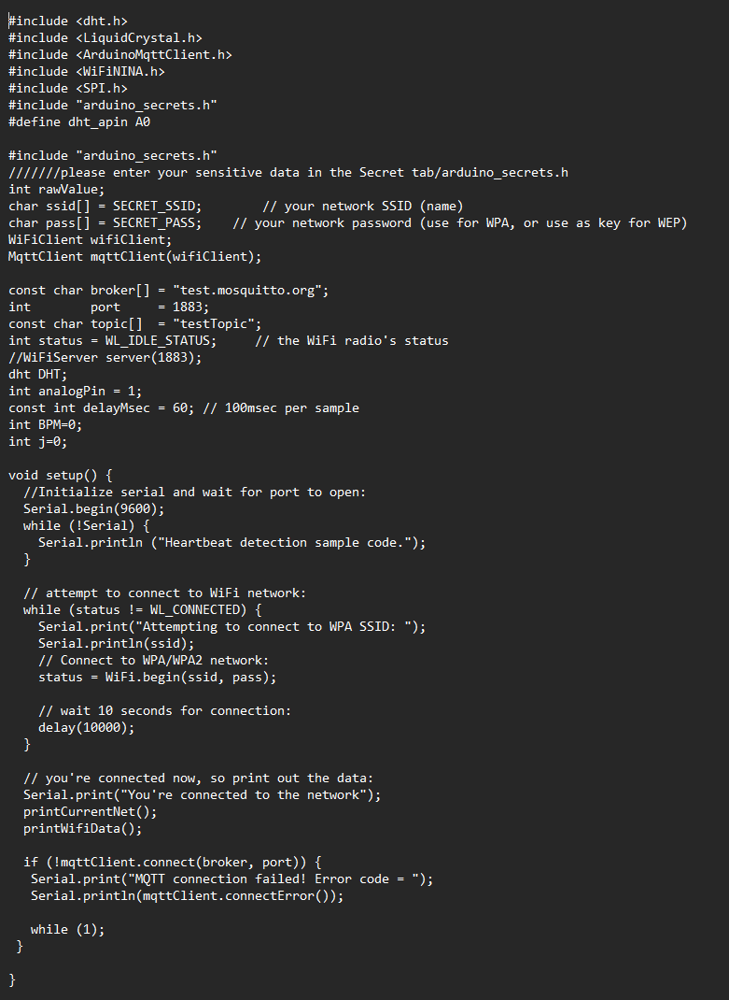 #include <dht.h>
#include <LiquidCrystal.h>
#include <ArduinoMqttClient.h>
#include <WiFiNINA.h>
#include <SPI.h>
#include "arduino_secrets.h"
#define dht_apin A0

#include "arduino_secrets.h"
///////please enter your sensitive data in the Secret tab/arduino_secrets.h
int rawValue;
char ssid[] = SECRET_SSID;        // your network SSID (name)
char pass[] = SECRET_PASS;    // your network password (use for WPA, or use as key for WEP)
WiFiClient wifiClient;
MqttClient mqttClient(wifiClient);

const char broker[] = "test.mosquitto.org";
int        port     = 1883;
const char topic[]  = "testTopic";
int status = WL_IDLE_STATUS;     // the WiFi radio's status
//WiFiServer server(1883);
dht DHT;
int analogPin = 1;
const int delayMsec = 60; // 100msec per sample
int BPM=0;
int j=0;

void setup() {
  //Initialize serial and wait for port to open:
  Serial.begin(9600);
  while (!Serial) {
    Serial.println ("Heartbeat detection sample code.");
  }

  // attempt to connect to WiFi network:
  while (status != WL_CONNECTED) {
    Serial.print("Attempting to connect to WPA SSID: ");
    Serial.println(ssid);
    // Connect to WPA/WPA2 network:
    status = WiFi.begin(ssid, pass);

    // wait 10 seconds for connection:
    delay(10000);
  }

  // you're connected now, so print out the data:
  Serial.print("You're connected to the network");
  printCurrentNet();
  printWifiData();

  if (!mqttClient.connect(broker, port)) {
   Serial.print("MQTT connection failed! Error code = ");
   Serial.println(mqttClient.connectError());

   while (1);
 }

}